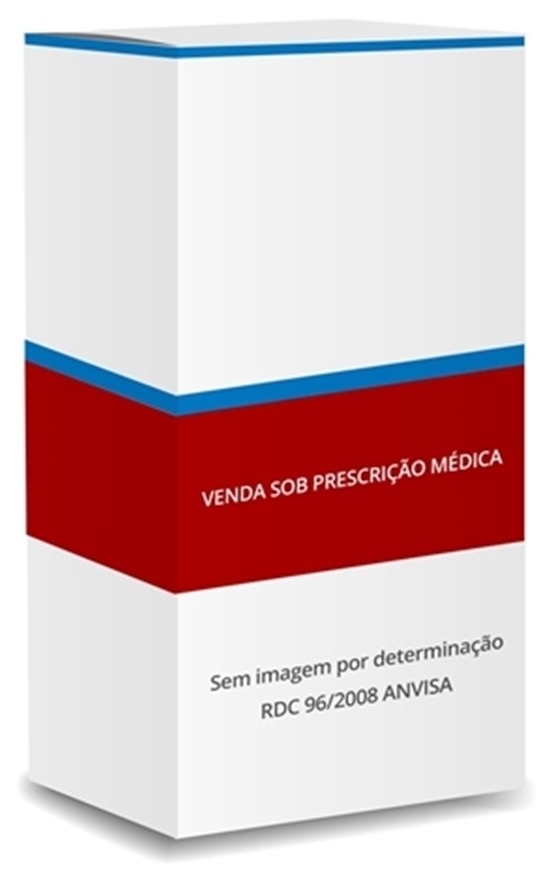 VENDA SOB PRESCRIÇÃO MÉDICA
Sem imagem por determinação
RDC 96/2008 ANVISA